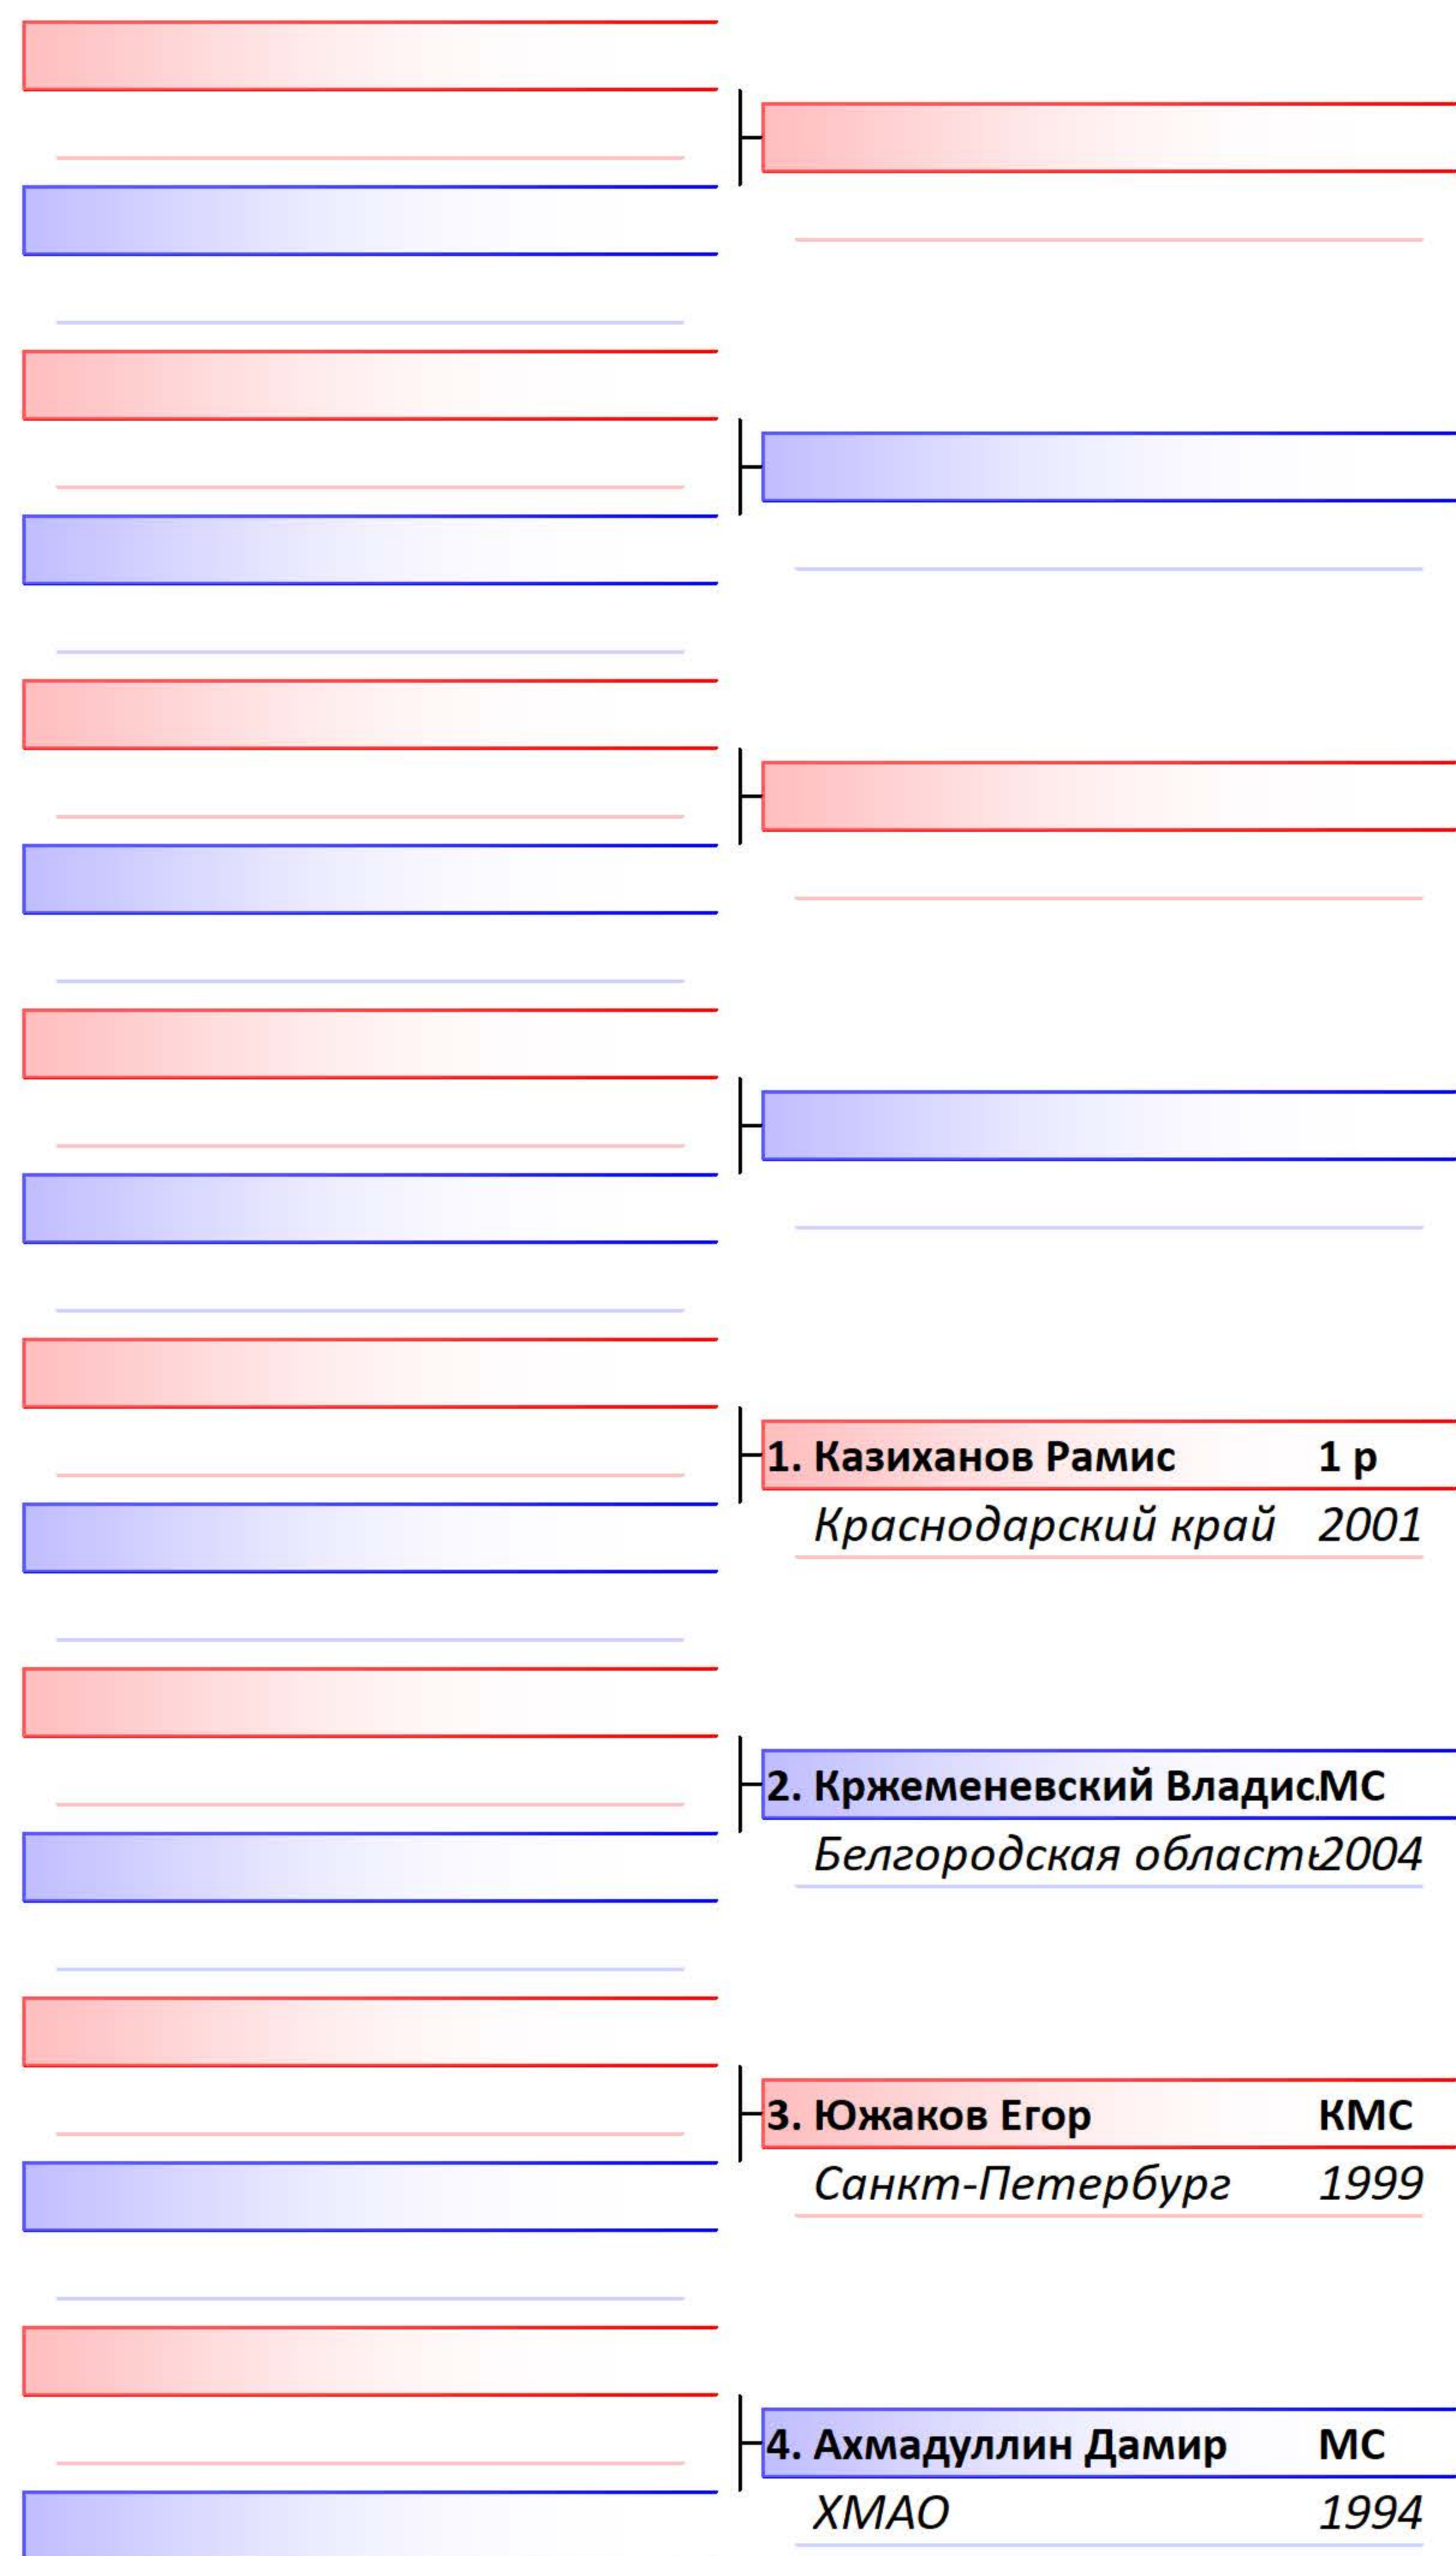 1. Казиханов Рамис 1 р
Краснодарский край 2001
2. Кржеменевский Владис МС
Белгородская область 2004
3. Южаков Егор КМС
Санкт-Петербург 1999
4. Ахмадуллин Дамир МС
ХМАО 1994